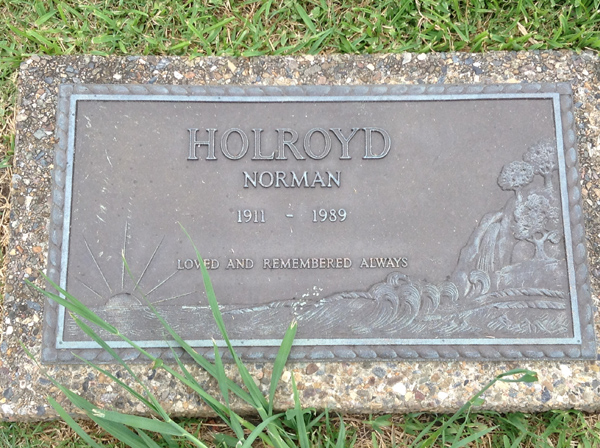 HOLROYD
NORMAN
1911 - 1989
LOVED AND REMEMBERED ALWAYS